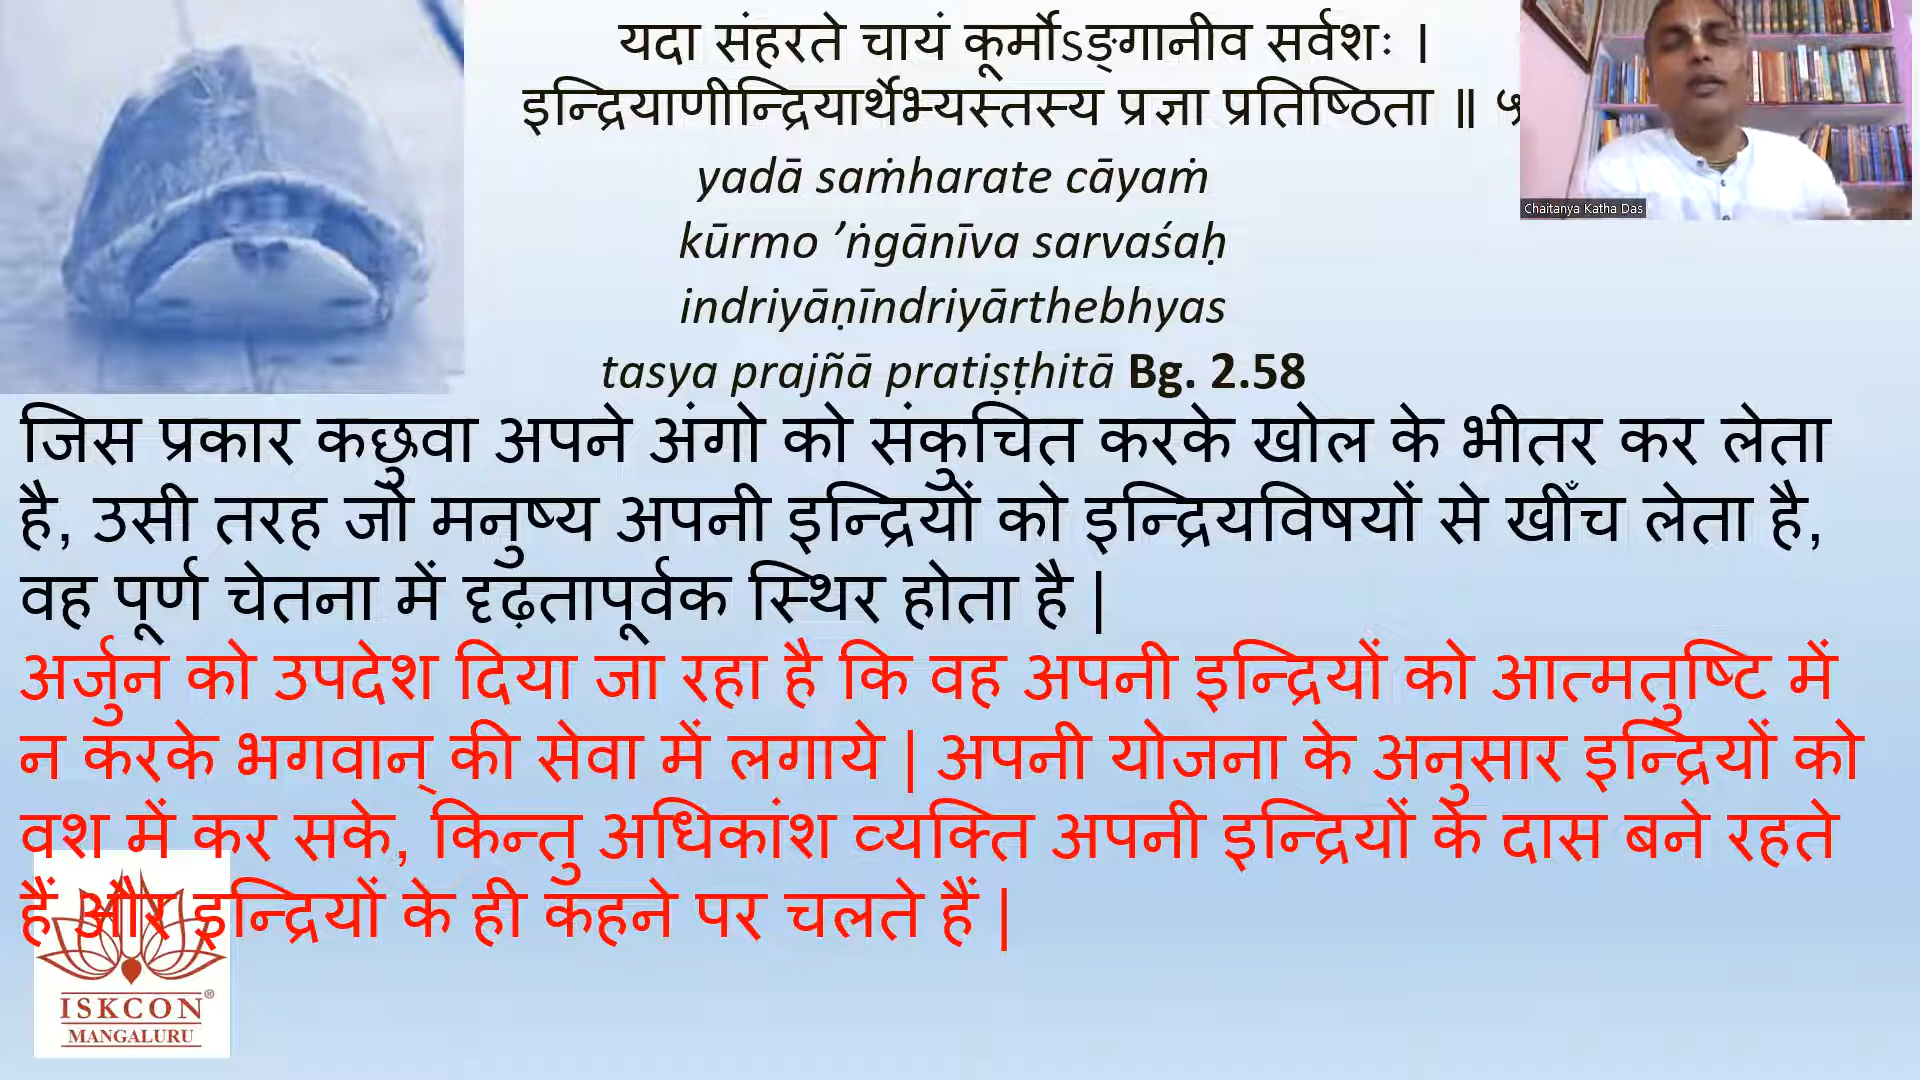 यदा संहरते चायं कूर्मोऽङ्गानीव सर्वशः ।
इन्द्रियाणीन्द्रियार्थेभ्यस्तस्य प्रज्ञा प्रतिष्ठिता ॥
yadā saṁharate cāyaṁ
kūrmo ’ṅgānīva sarvaśaḥ
indriyāṇīndriyārthebhyas
tasya prajñā pratiṣṭhitā Bg. 2.58
Chaitanya Katha Das
जिस प्रकार कछुवा अपने अंगो को संकुचित करके खोल के भीतर कर लेता
है, उसी तरह जो मनुष्य अपनी इन्द्रियों को इन्द्रियविषयों से खीँच लेता है,
वह पूर्ण चेतना में दृढ़तापूर्वक स्थिर होता है |
अर्जुन को उपदेश दिया जा रहा है कि वह अपनी इन्द्रियों को आत्मतुष्टि में
न करके भगवान् की सेवा में लगाये | अपनी योजना के अनुसार इन्द्रियों को
वश में कर सके, किन्तु अधिकांश व्यक्ति अपनी इन्द्रियों के दास बने रहते
हैं और इन्द्रियों के ही कहने पर चलते हैं |
ISKCON®
MANGALURU